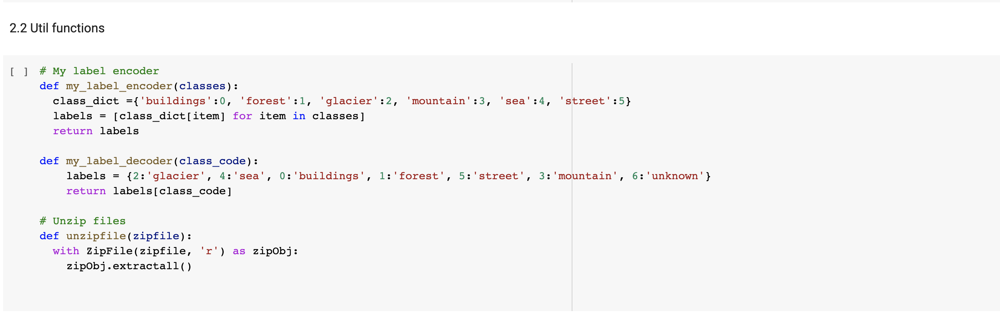 2.2 Util functions
[ ] # My label encoder
def my_label_encoder(classes):
  class_dict ={'buildings':0, 'forest':1, 'glacier':2, 'mountain':3, 'sea':4, 'street':5}
  labels = [class_dict[item] for item in classes]
  return labels
def my_label_decoder(class_code):
    labels = {2:'glacier', 4:'sea', 0:'buildings', 1:'forest', 5:'street', 3:'mountain', 6:'unknown'}
    return labels[class_code]
# Unzip files
def unzipfile(zipfile):
  with ZipFile(zipfile, 'r') as zipObj:
    zipObj.extractall()